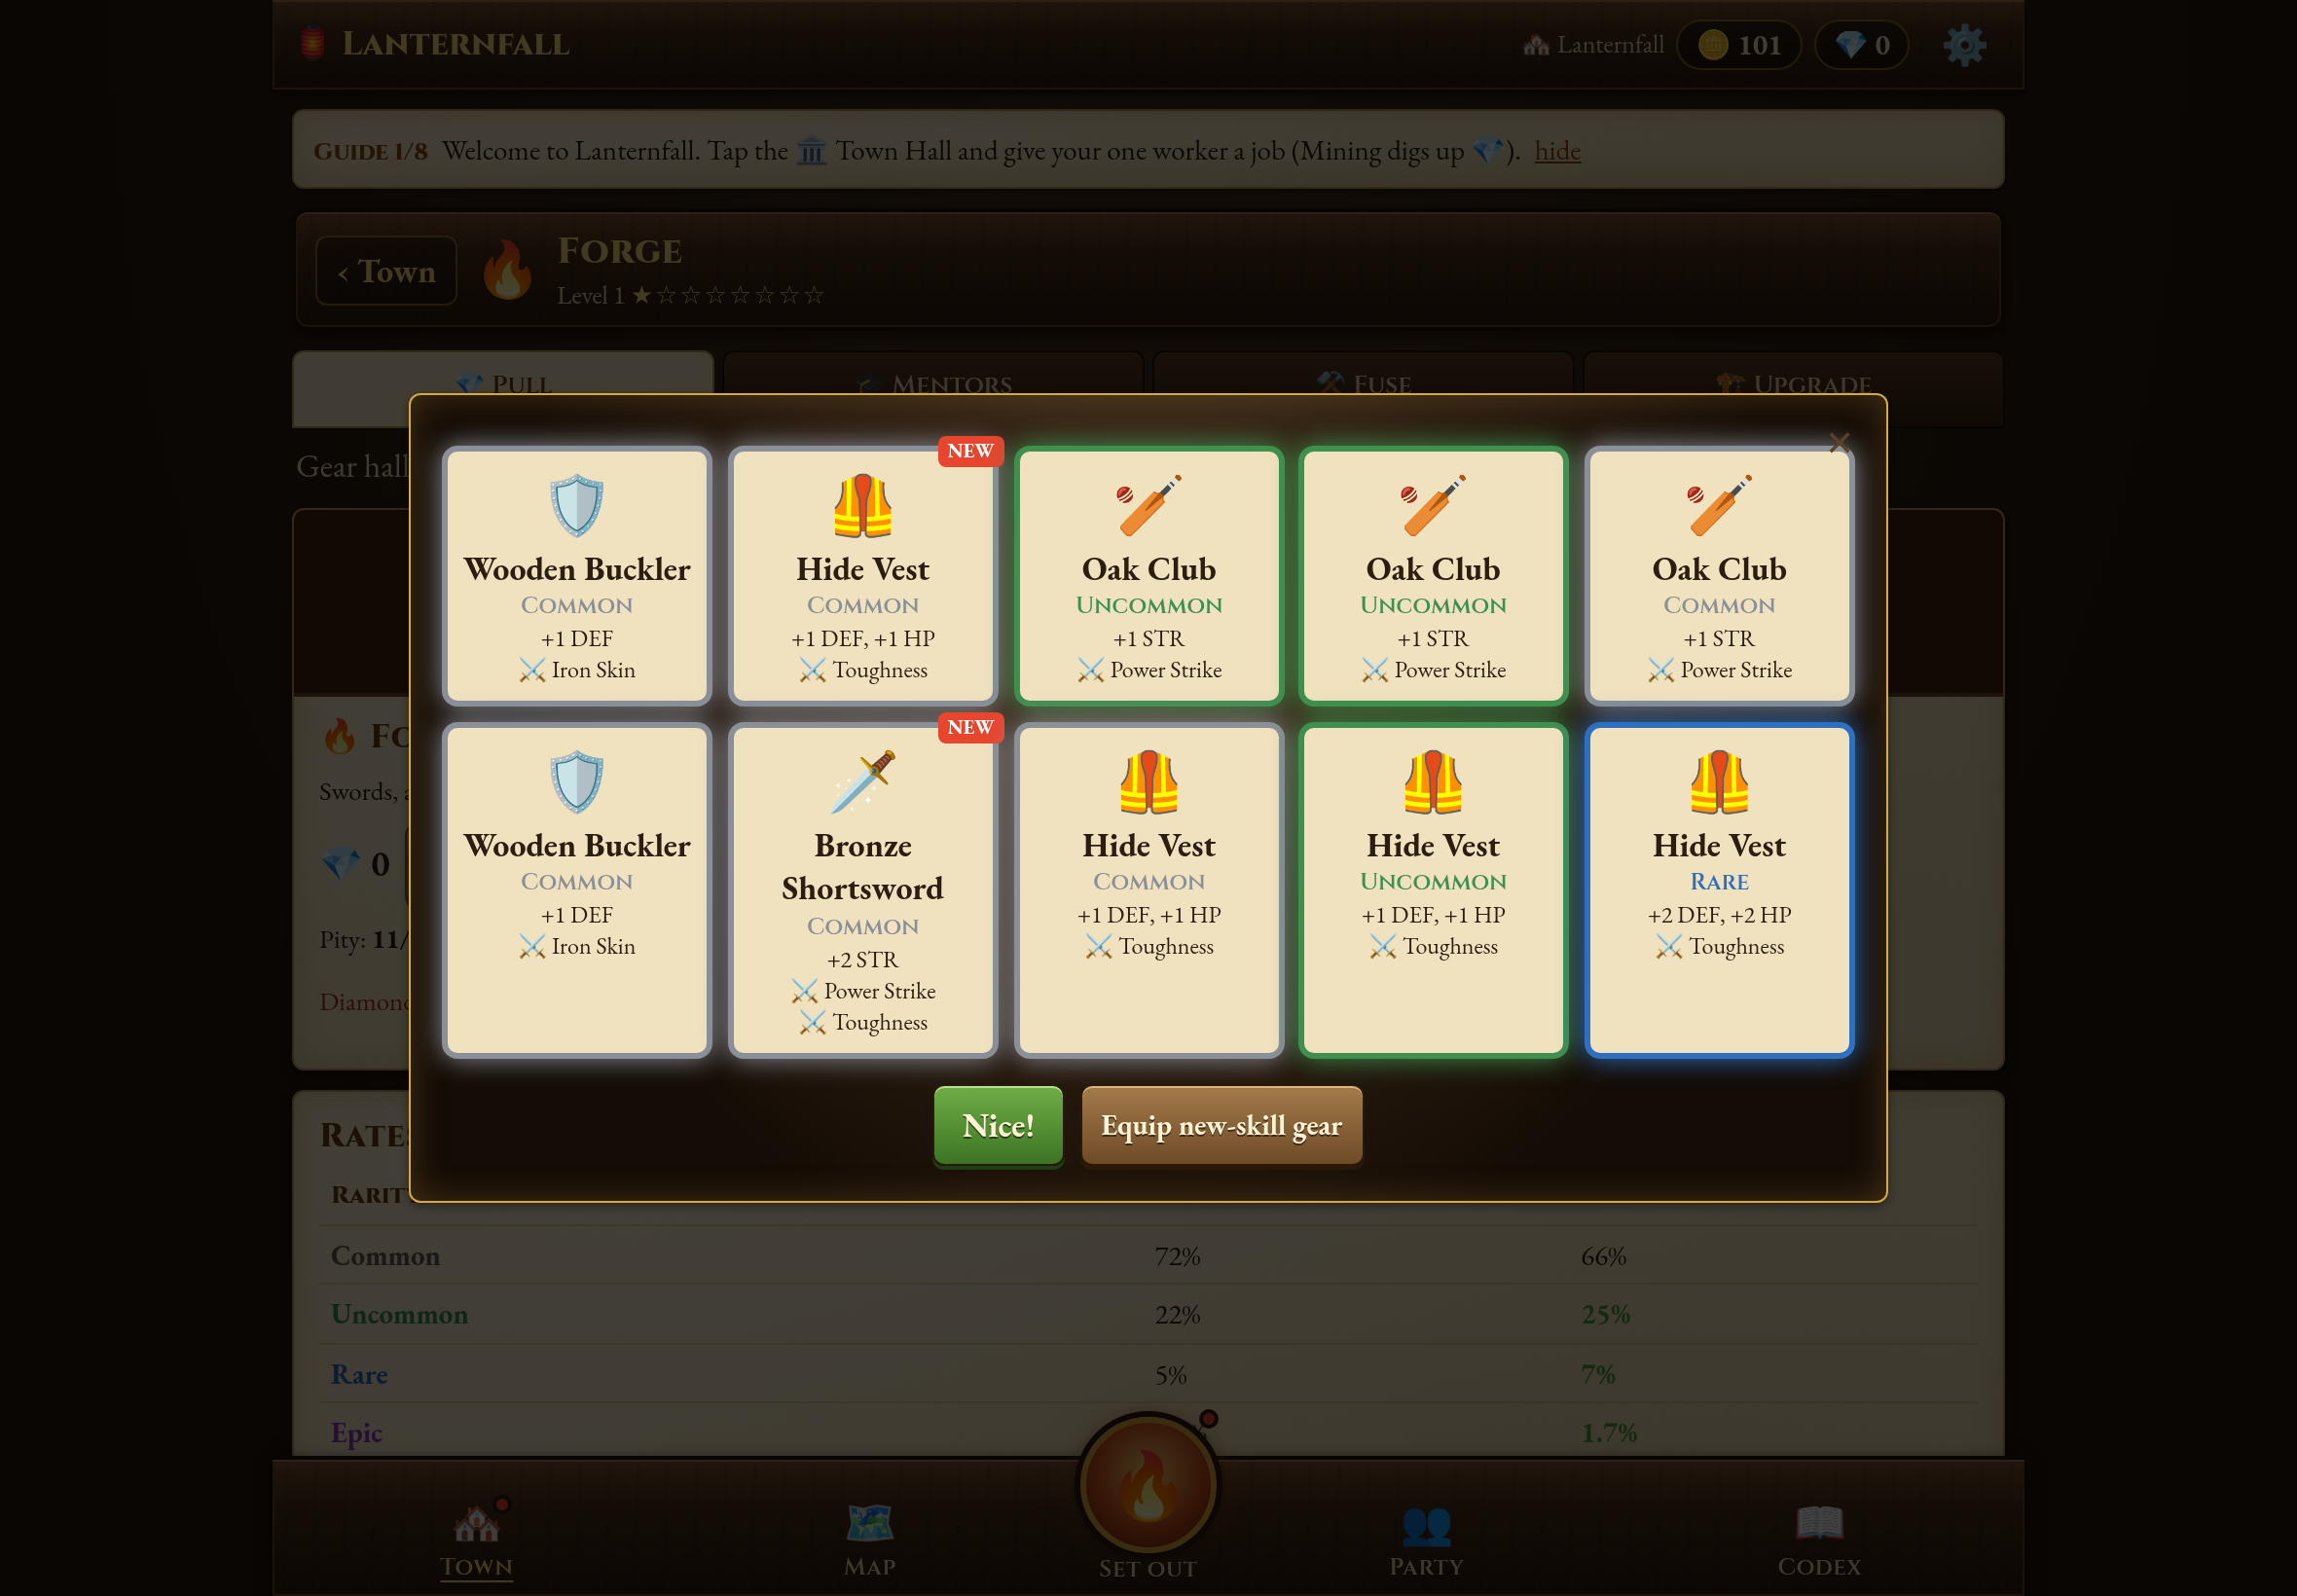 Lanternfall
Lanternfall
101
0
Guide 1/8 Welcome to Lanternfall. Tap the Town Hall and give your one worker a job (Mining digs up ). hide
‹ Town
Forge
Level 1 ★☆☆☆☆☆☆☆
Pull
Mentors
Fuse
Upgrade
Gear hall
×
Wooden Buckler
Common
+1 DEF
Iron Skin
NEW
Hide Vest
Common
+1 DEF, +1 HP
Toughness
Oak Club
Uncommon
+1 STR
Power Strike
Oak Club
Uncommon
+1 STR
Power Strike
Oak Club
Common
+1 STR
Power Strike
Wooden Buckler
Common
+1 DEF
Iron Skin
NEW
Bronze
Shortsword
Common
+2 STR
Power Strike
Toughness
Hide Vest
Common
+1 DEF, +1 HP
Toughness
Hide Vest
Uncommon
+1 DEF, +1 HP
Toughness
Hide Vest
Rare
+2 DEF, +2 HP
Toughness
Nice!
Equip new-skill gear
Swords,
0
Pity: 11/
Rates
Common 72% 66%
Uncommon 22% 25%
Rare 5% 7%
Epic 1.7%
Town
Map
Set out
Party
Codex